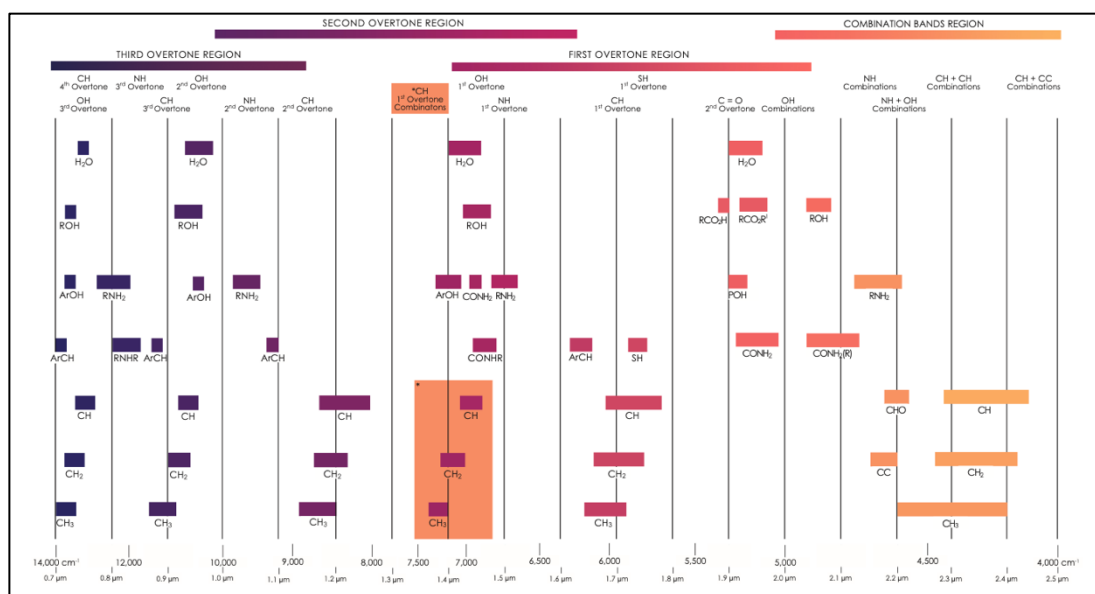 SECOND OVERTONE REGION
COMBINATION BANDS REGION
THIRD OVERTONE REGION
FIRST OVERTONE REGION
CH
4th Overtone
NH
3rd Overtone
OH
2nd Overtone
OH
3rd Overtone
CH
3rd Overtone
NH
2nd Overtone
CH
2nd Overtone
*CH
1st Overtone
Combinatons
OH
1st Overtone
NH
1st Overtone
SH
1st Overtone
CH
1st Overtone
C = O
2nd Overtone
OH
Combinations
NH
Combinations
NH + OH
Combinations
CH + CH
Combinations
CH + CC
Combinations
H₂O H₂O H₂O H₂O
ROH ROH ROH RCO₂H RCO₂R' ROH
ArOH RNH₂ ArOH RNH₂ ArOH CONH₂ RNH₂ POH RNH₂
ArCH RNHR ArCH ArCH CONHR ArCH SH CONH₂ CONH₂(R)
*
CH CH CH CH CH CHO CH
CH₂ CH₂ CH₂ CH₂ CH₂ CC CH₂
CH₃ CH₃ CH₃ CH₃ CH₃ CH₃
14,000 cm⁻¹ 12,000 10,000 9,000 8,000 7,500 7,000 6,500 6,000 5,500 5,000 4,500 4,000 cm⁻¹
0.7 µm 0.8 µm 0.9 µm 1.0 µm 1.1 µm 1.2 µm 1.3 µm 1.4 µm 1.5 µm 1.6 µm 1.7 µm 1.8 µm 1.9 µm 2.0 µm 2.1 µm 2.2 µm 2.3 µm 2.4 µm 2.5 µm